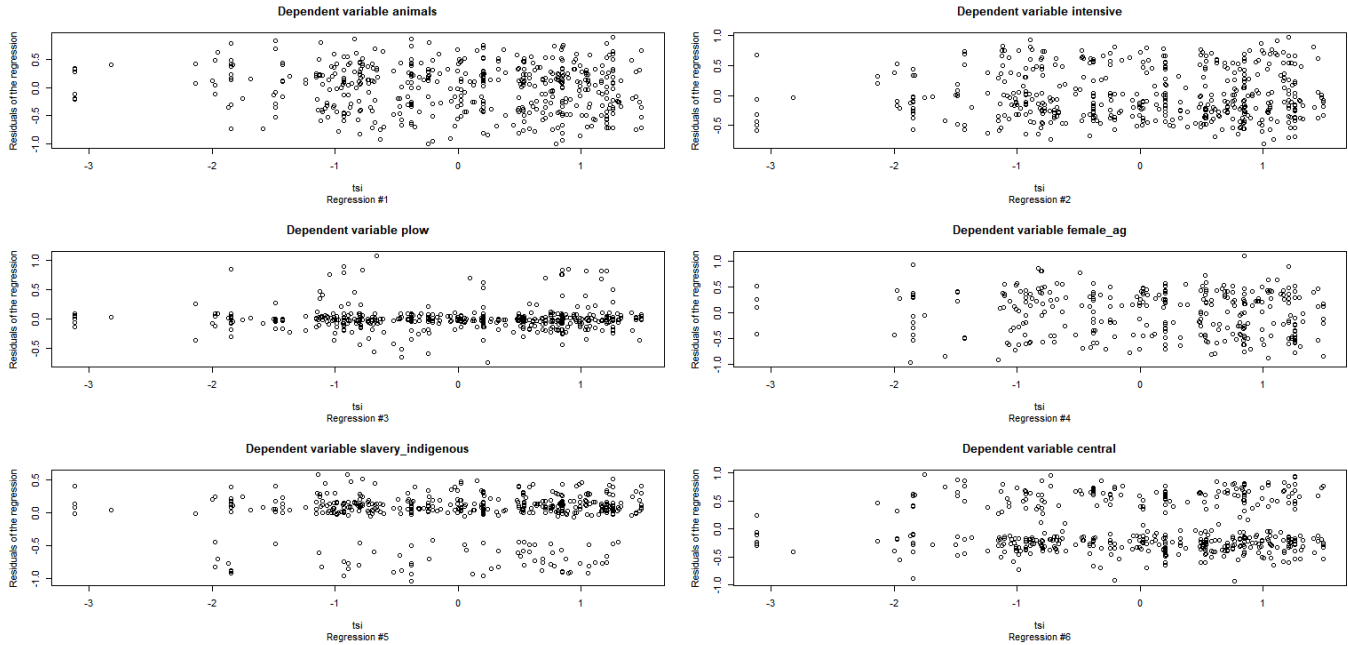 Dependent variable animals
Residuals of the regression
-1.0 -0.5 0.0 0.5
-3 -2 -1 0 1
tsi
Regression #1
Dependent variable intensive
Residuals of the regression
-0.5 0.0 0.5 1.0
-3 -2 -1 0 1
tsi
Regression #2
Dependent variable plow
Residuals of the regression
-0.5 0.0 0.5 1.0
-3 -2 -1 0 1
tsi
Regression #3
Dependent variable female_ag
Residuals of the regression
-1.0 -0.5 0.0 0.5 1.0
-3 -2 -1 0 1
tsi
Regression #4
Dependent variable slavery_indigenous
Residuals of the regression
-1.0 -0.5 0.0 0.5
-3 -2 -1 0 1
tsi
Regression #5
Dependent variable central
Residuals of the regression
-1.0 -0.5 0.0 0.5 1.0
-3 -2 -1 0 1
tsi
Regression #6